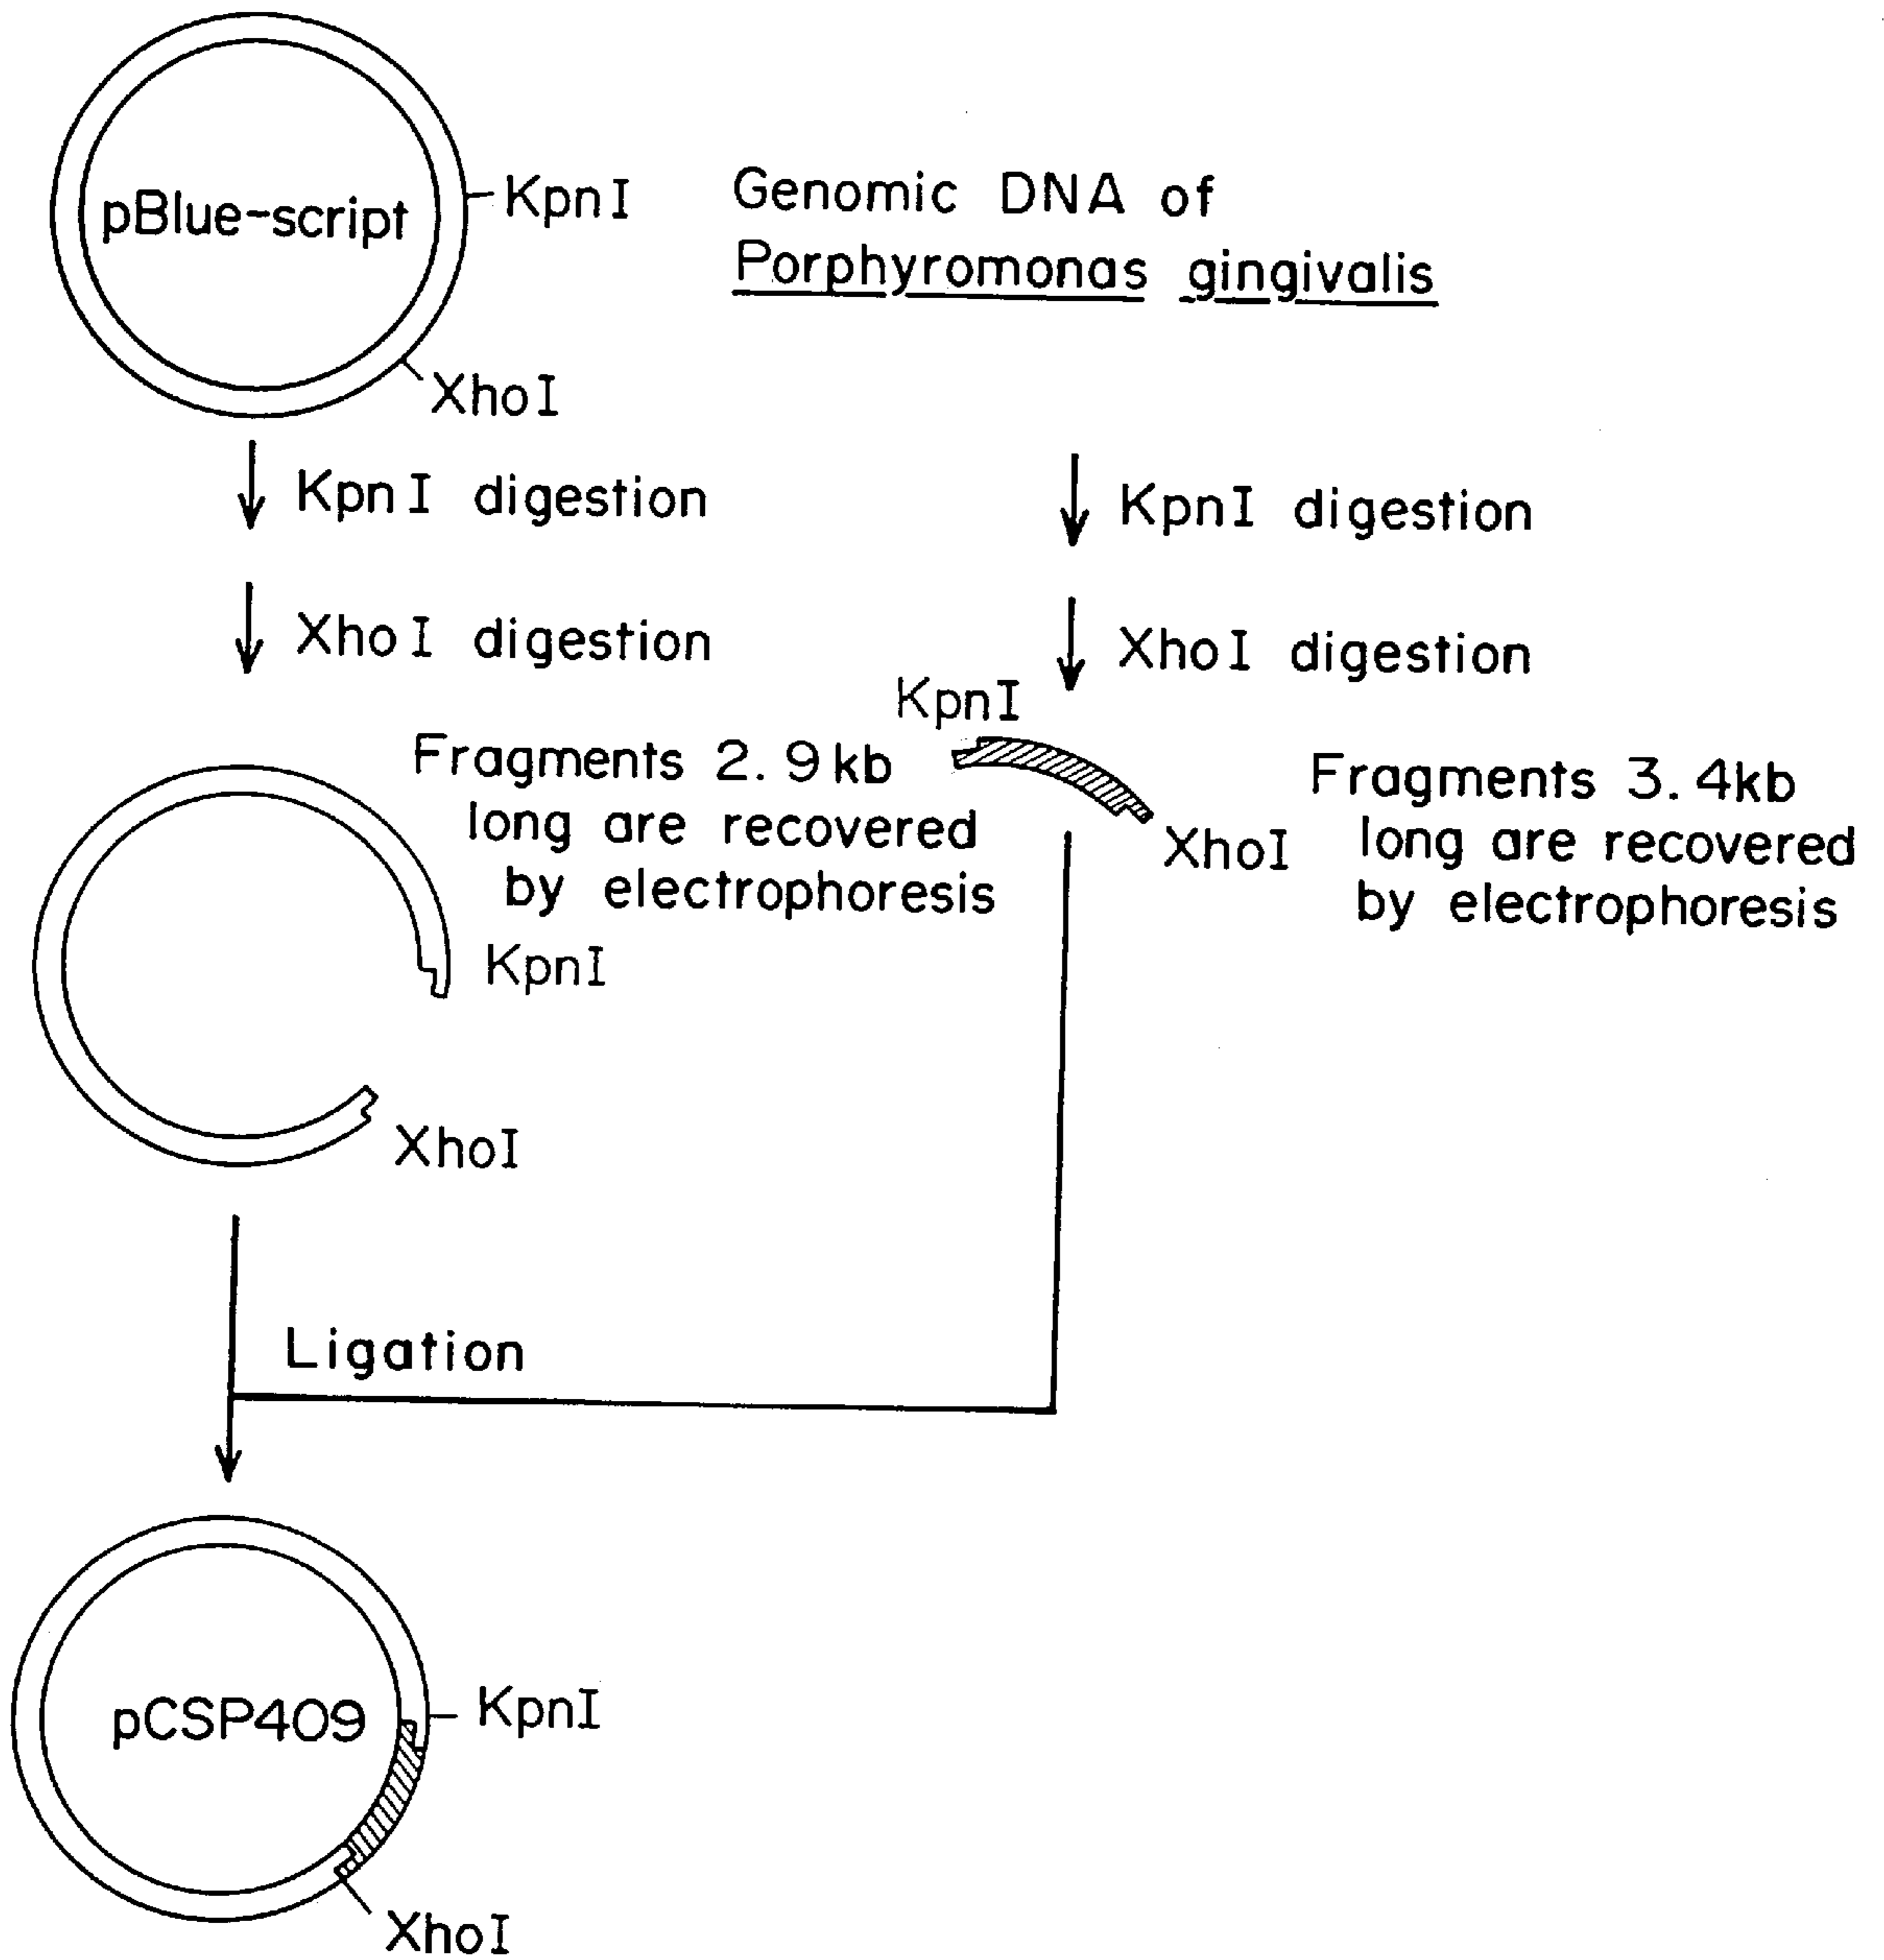 pBlue-script
KpnI
XhoI
Genomic DNA of
Porphyromonas gingivalis
KpnI digestion
XhoI digestion
KpnI digestion
XhoI digestion
Fragments 2.9kb
long are recovered
by electrophoresis
KpnI
XhoI
KpnI
XhoI
Fragments 3.4kb
long are recovered
by electrophoresis
Ligation
pCSP409
KpnI
XhoI